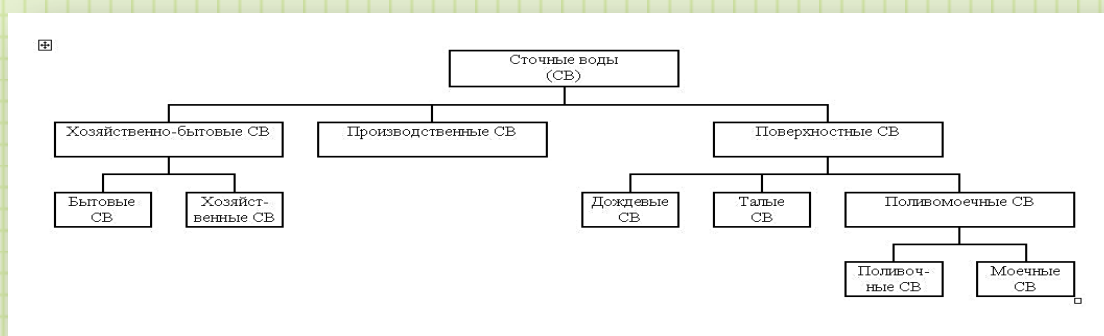 Сточные воды
(СВ)
Хозяйственно-бытовые СВ
Производственные СВ
Поверхностные СВ
Бытовые
СВ
Хозяйст-
венные СВ
Дождевые
СВ
Талые
СВ
Поливомоечные СВ
Поливоч-
ные СВ
Моечные
СВ